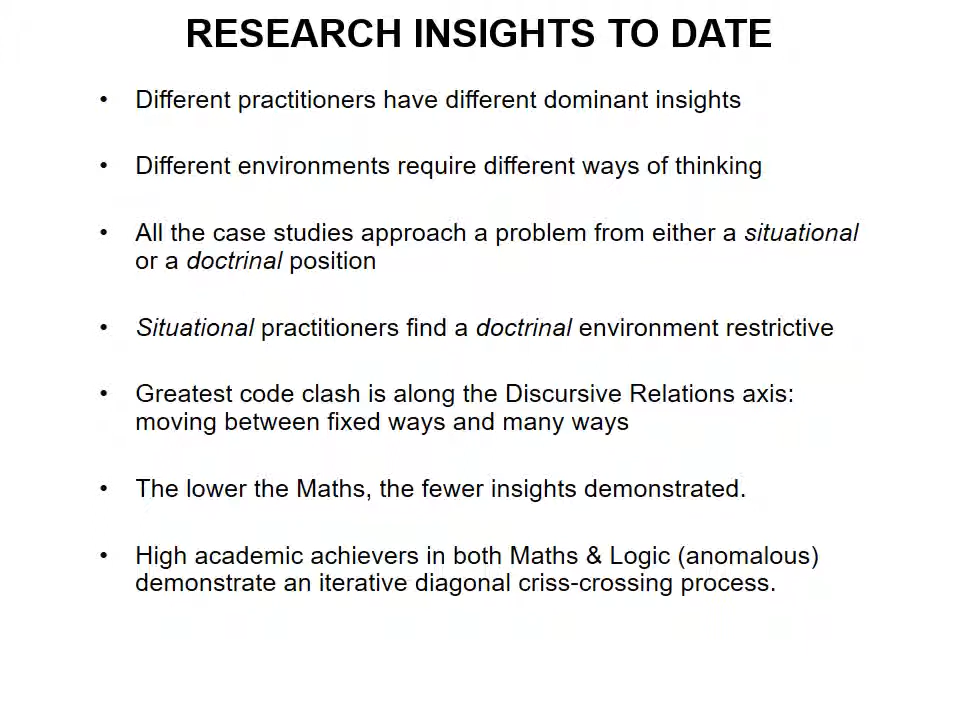 RESEARCH INSIGHTS TO DATE
• Different practitioners have different dominant insights
• Different environments require different ways of thinking
• All the case studies approach a problem from either a situational
or a doctrinal position
• Situational practitioners find a doctrinal environment restrictive
• Greatest code clash is along the Discursive Relations axis:
moving between fixed ways and many ways
• The lower the Maths, the fewer insights demonstrated.
• High academic achievers in both Maths & Logic (anomalous)
demonstrate an iterative diagonal criss-crossing process.